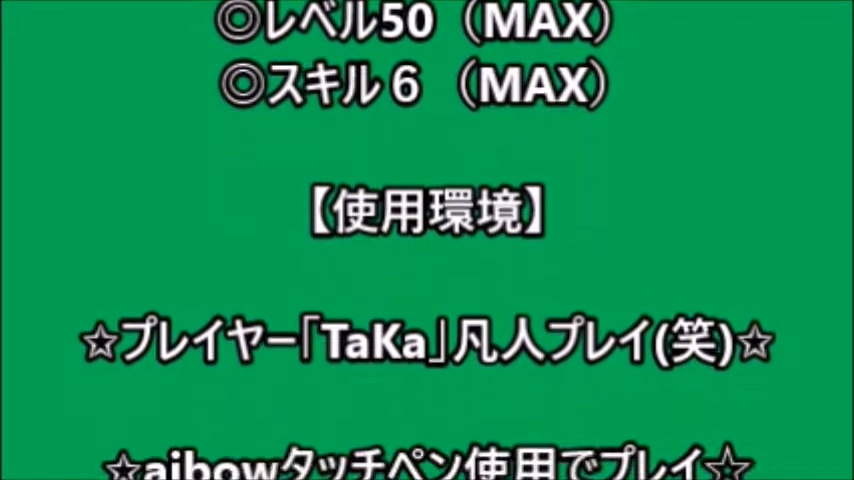 ◎レベル50（MAX）
◎スキル６（MAX）
【使用環境】
☆プレイヤー｢TaKa｣凡人プレイ(笑)☆
☆aibowタッチペン使用でプレイ☆